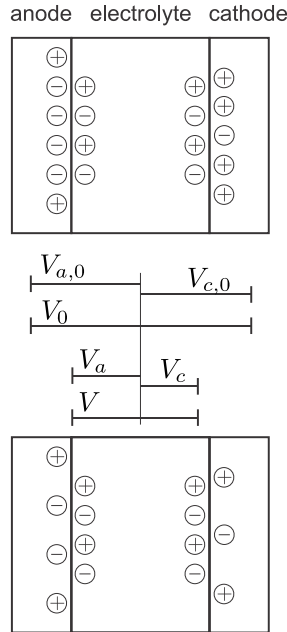 anode electrolyte cathode
+ +
− + + +
− − − −
− + + +
− − − +
+
V_{a,0}
V_{c,0}
V_0
V_a
V_c
V
+ +
+ +
− − − −
− + +
− − +
+